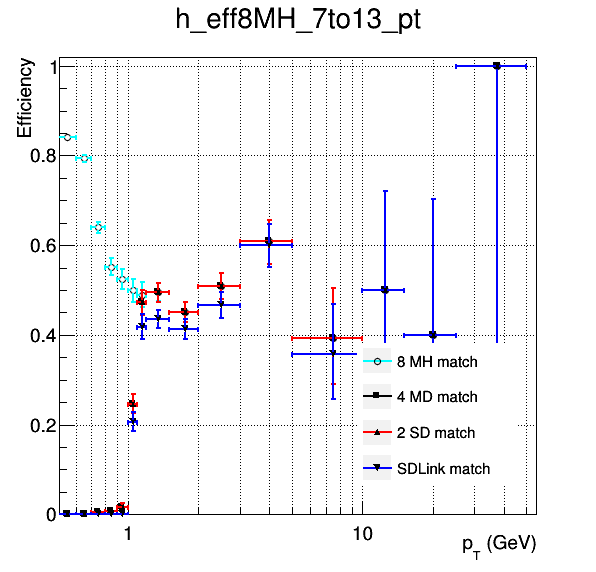 h_eff8MH_7to13_pt
Efficiency
1
0.8
0.6
0.4
0.2
0
8 MH match
4 MD match
2 SD match
SDLink match
1
10
p_T (GeV)